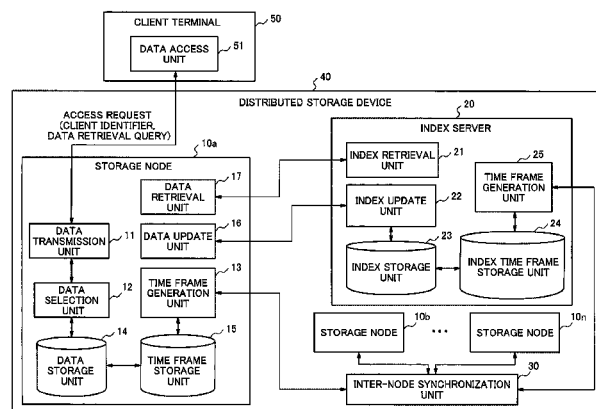 CLIENT TERMINAL
50
DATA ACCESS
UNIT
51
40
DISTRIBUTED STORAGE DEVICE
ACCESS REQUEST
(CLIENT IDENTIFIER,
DATA RETRIEVAL QUERY)
10a
STORAGE NODE
17
DATA
RETRIEVAL
UNIT
16
DATA UPDATE
UNIT
DATA
TRANSMISSION
UNIT
11
13
TIME FRAME
GENERATION
UNIT
12
DATA
SELECTION
UNIT
14
DATA
STORAGE
UNIT
15
TIME FRAME
STORAGE UNIT
20
INDEX SERVER
INDEX RETRIEVAL
UNIT
21
25
TIME FRAME
GENERATION
UNIT
INDEX UPDATE
UNIT
22
23
INDEX STORAGE
UNIT
24
INDEX TIME FRAME
STORAGE UNIT
10b
STORAGE NODE
...
10n
STORAGE NODE
30
INTER-NODE SYNCHRONIZATION
UNIT